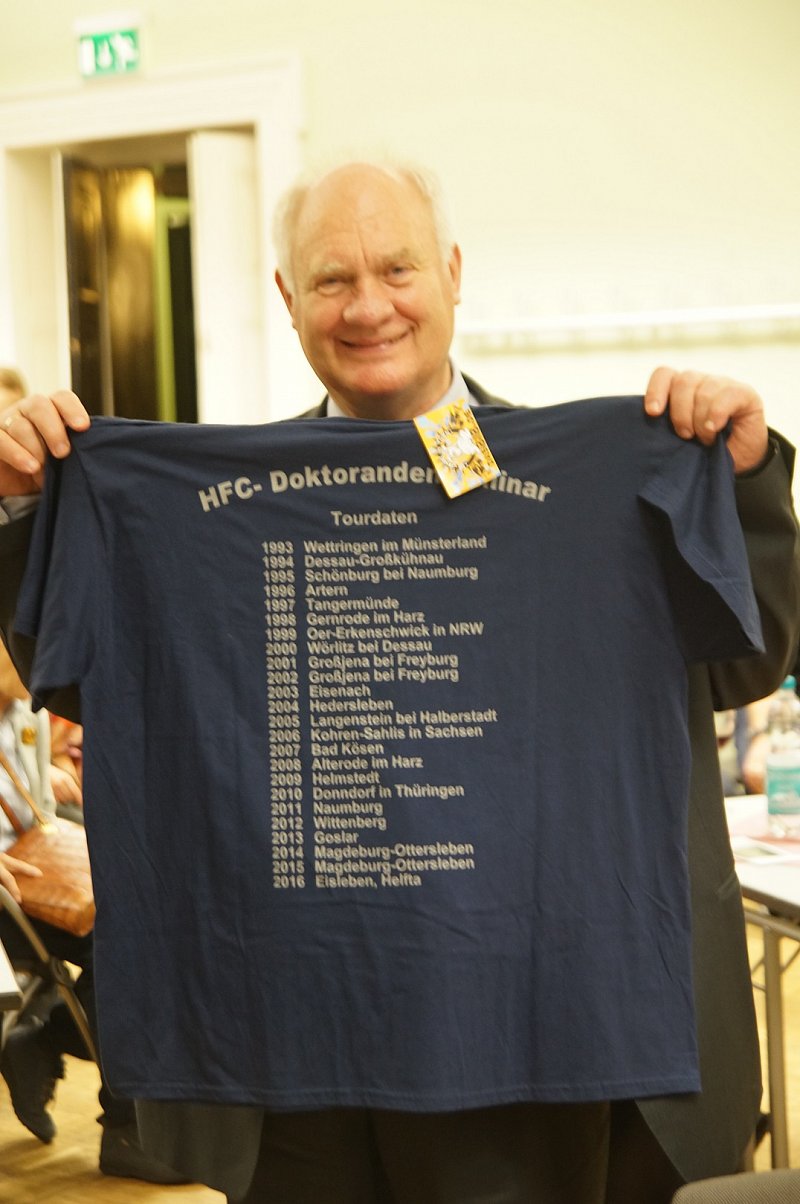 HFC- Doktoranden
Tourdaten
1993 Wettringen im Münsterland
1994 Dessau-Großkühnau
1995 Schönburg bei Naumburg
1996 Artern
1997 Tangermünde
1998 Gernrode im Harz
1999 Oer-Erkenschwick in NRW
2000 Wörlitz bei Dessau
2001 Großjena bei Freyburg
2002 Großjena bei Freyburg
2003 Eisenach
2004 Hedersleben
2005 Langenstein bei Halberstadt
2006 Kohren-Sahlis in Sachsen
2007 Bad Kösen
2008 Alterode im Harz
2009 Helmstedt
2010 Donndorf in Thüringen
2011 Naumburg
2012 Wittenberg
2013 Goslar
2014 Magdeburg-Ottersleben
2015 Magdeburg-Ottersleben
2016 Eisleben, Helfta